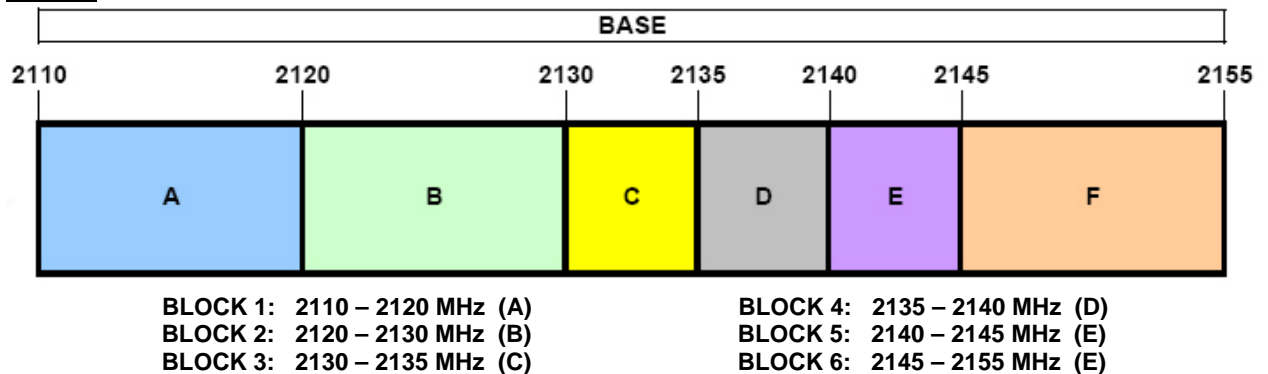 BASE
2110 2120 2130 2135 2140 2145 2155
A B C D E F
BLOCK 1: 2110 – 2120 MHz (A)
BLOCK 2: 2120 – 2130 MHz (B)
BLOCK 3: 2130 – 2135 MHz (C)
BLOCK 4: 2135 – 2140 MHz (D)
BLOCK 5: 2140 – 2145 MHz (E)
BLOCK 6: 2145 – 2155 MHz (E)